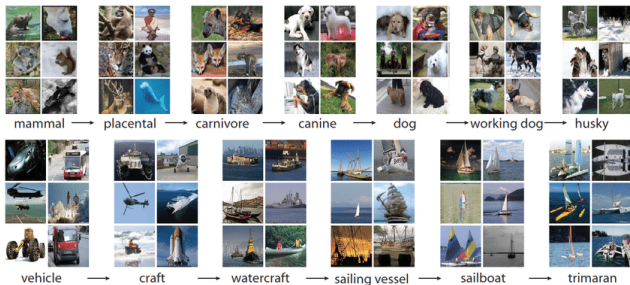 mammal → placental → carnivore → canine → dog → working dog → husky
vehicle → craft → watercraft → sailing vessel → sailboat → trimaran